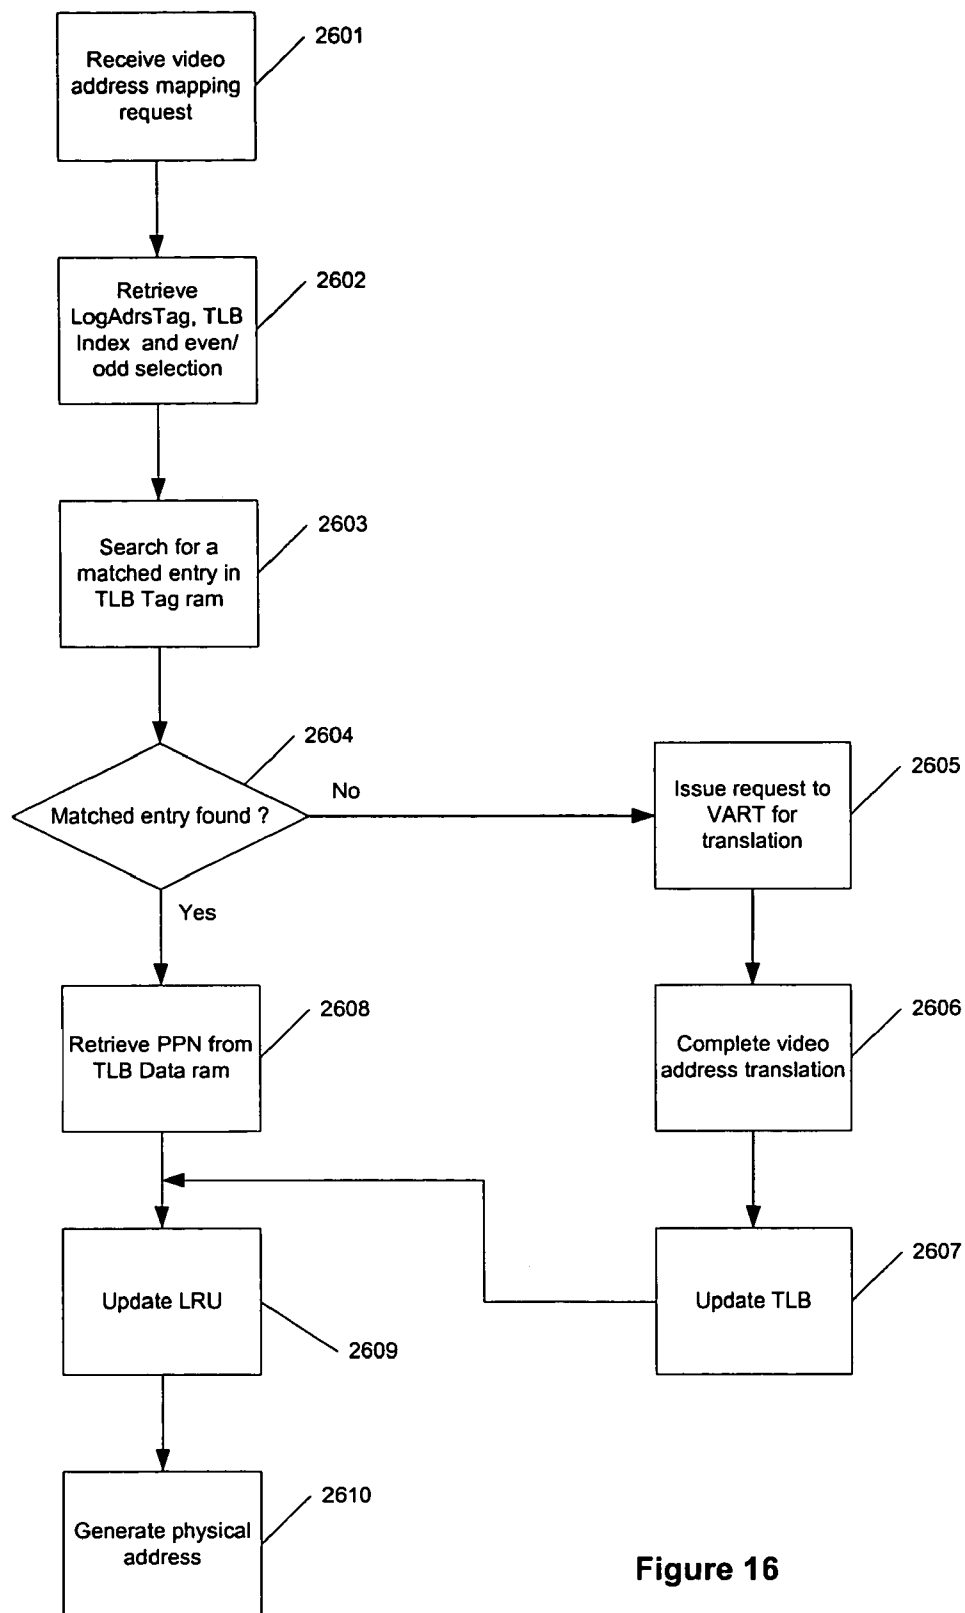 2601
Receive video
address mapping
request
2602
Retrieve
LogAdrsTag, TLB
Index and even/
odd selection
2603
Search for a
matched entry in
TLB Tag ram
2604
Matched entry found ?
No
Yes
2605
Issue request to
VART for
translation
2608
Retrieve PPN from
TLB Data ram
2606
Complete video
address translation
2607
Update TLB
Update LRU
2609
2610
Generate physical
address
Figure 16